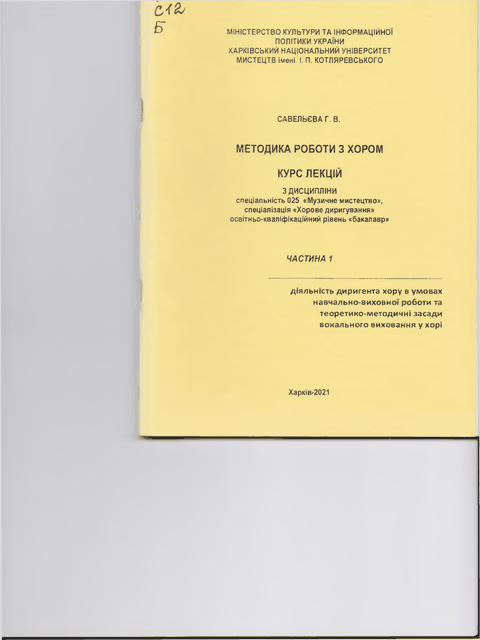 С12
Б
МІНІСТЕРСТВО КУЛЬТУРИ ТА ІНФОРМАЦІЙНОЇ
ПОЛІТИКИ УКРАЇНИ
ХАРКІВСЬКИЙ НАЦІОНАЛЬНИЙ УНІВЕРСИТЕТ
МИСТЕЦТВ імені І. П. КОТЛЯРЕВСЬКОГО
САВЕЛЬЄВА Г. В.
МЕТОДИКА РОБОТИ З ХОРОМ
КУРС ЛЕКЦІЙ
З ДИСЦИПЛІНИ
спеціальність 025 «Музичне мистецтво»,
спеціалізація «Хорове диригування»
освітньо-кваліфікаційний рівень «бакалавр»
ЧАСТИНА 1
діяльність диригента хору в умовах
навчально-виховної роботи та
теоретико-методичні засади
вокального виховання у хорі
Харків-2021